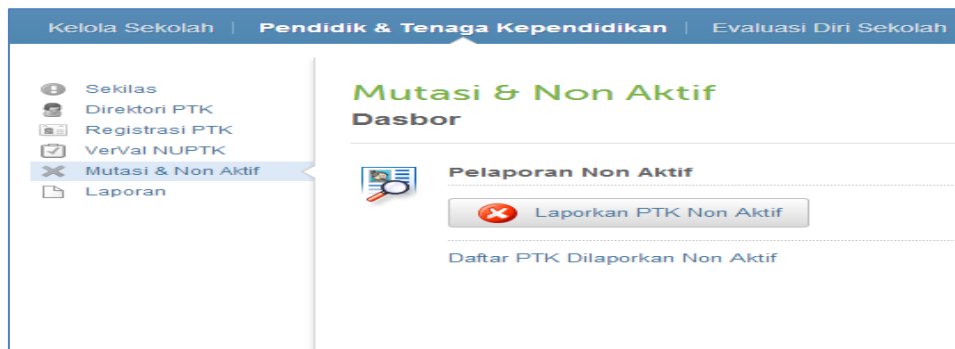 Kelola Sekolah | Pendidik & Tenaga Kependidikan | Evaluasi Diri Sekolah
Sekilas
Direktori PTK
Registrasi PTK
VerVal NUPTK
Mutasi & Non Aktif
Laporan
Mutasi & Non Aktif
Dasbor
Pelaporan Non Aktif
Laporkan PTK Non Aktif
Daftar PTK Dilaporkan Non Aktif